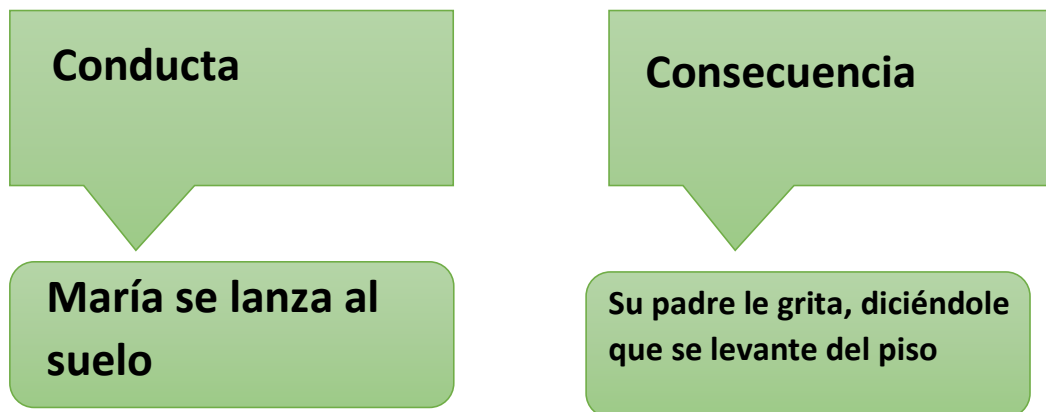 Conducta
María se lanza al
suelo
Consecuencia
Su padre le grita, diciéndole
que se levante del piso